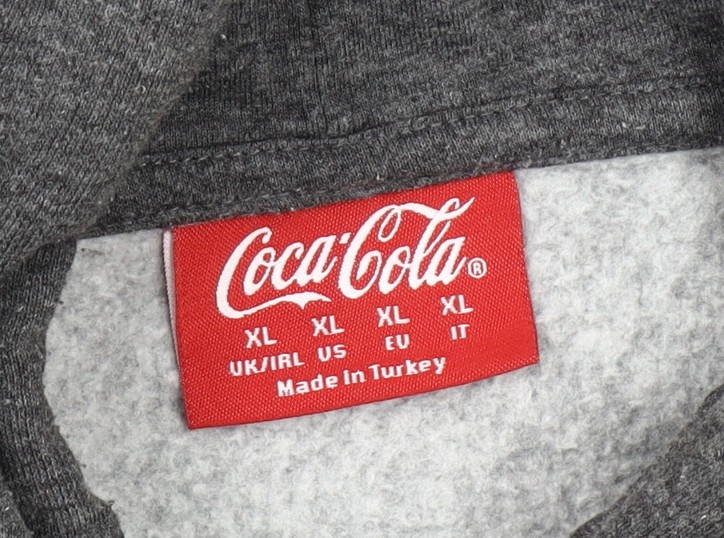 Coca-Cola®
XL XL XL XL
UK/IRL US EU IT
Made in Turkey